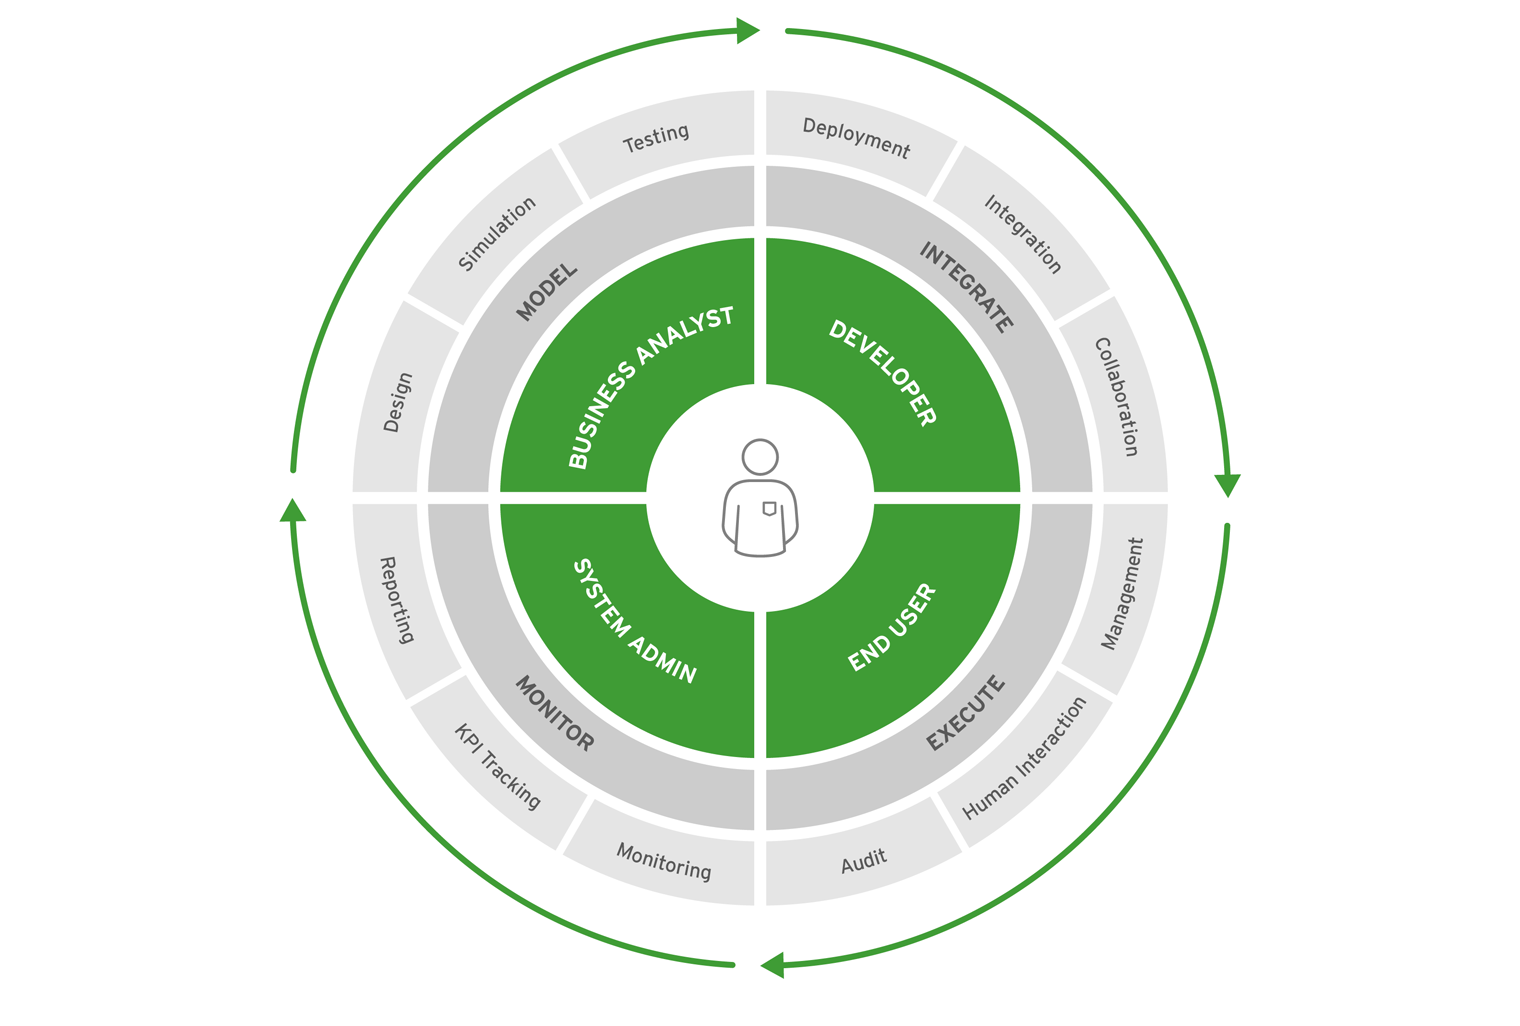 Testing
Simulation
Design
MODEL
BUSINESS ANALYST
Deployment
Integration
Collaboration
INTEGRATE
DEVELOPER
Management
Human Interaction
Audit
EXECUTE
END USER
Monitoring
KPI Tracking
Reporting
MONITOR
SYSTEM ADMIN